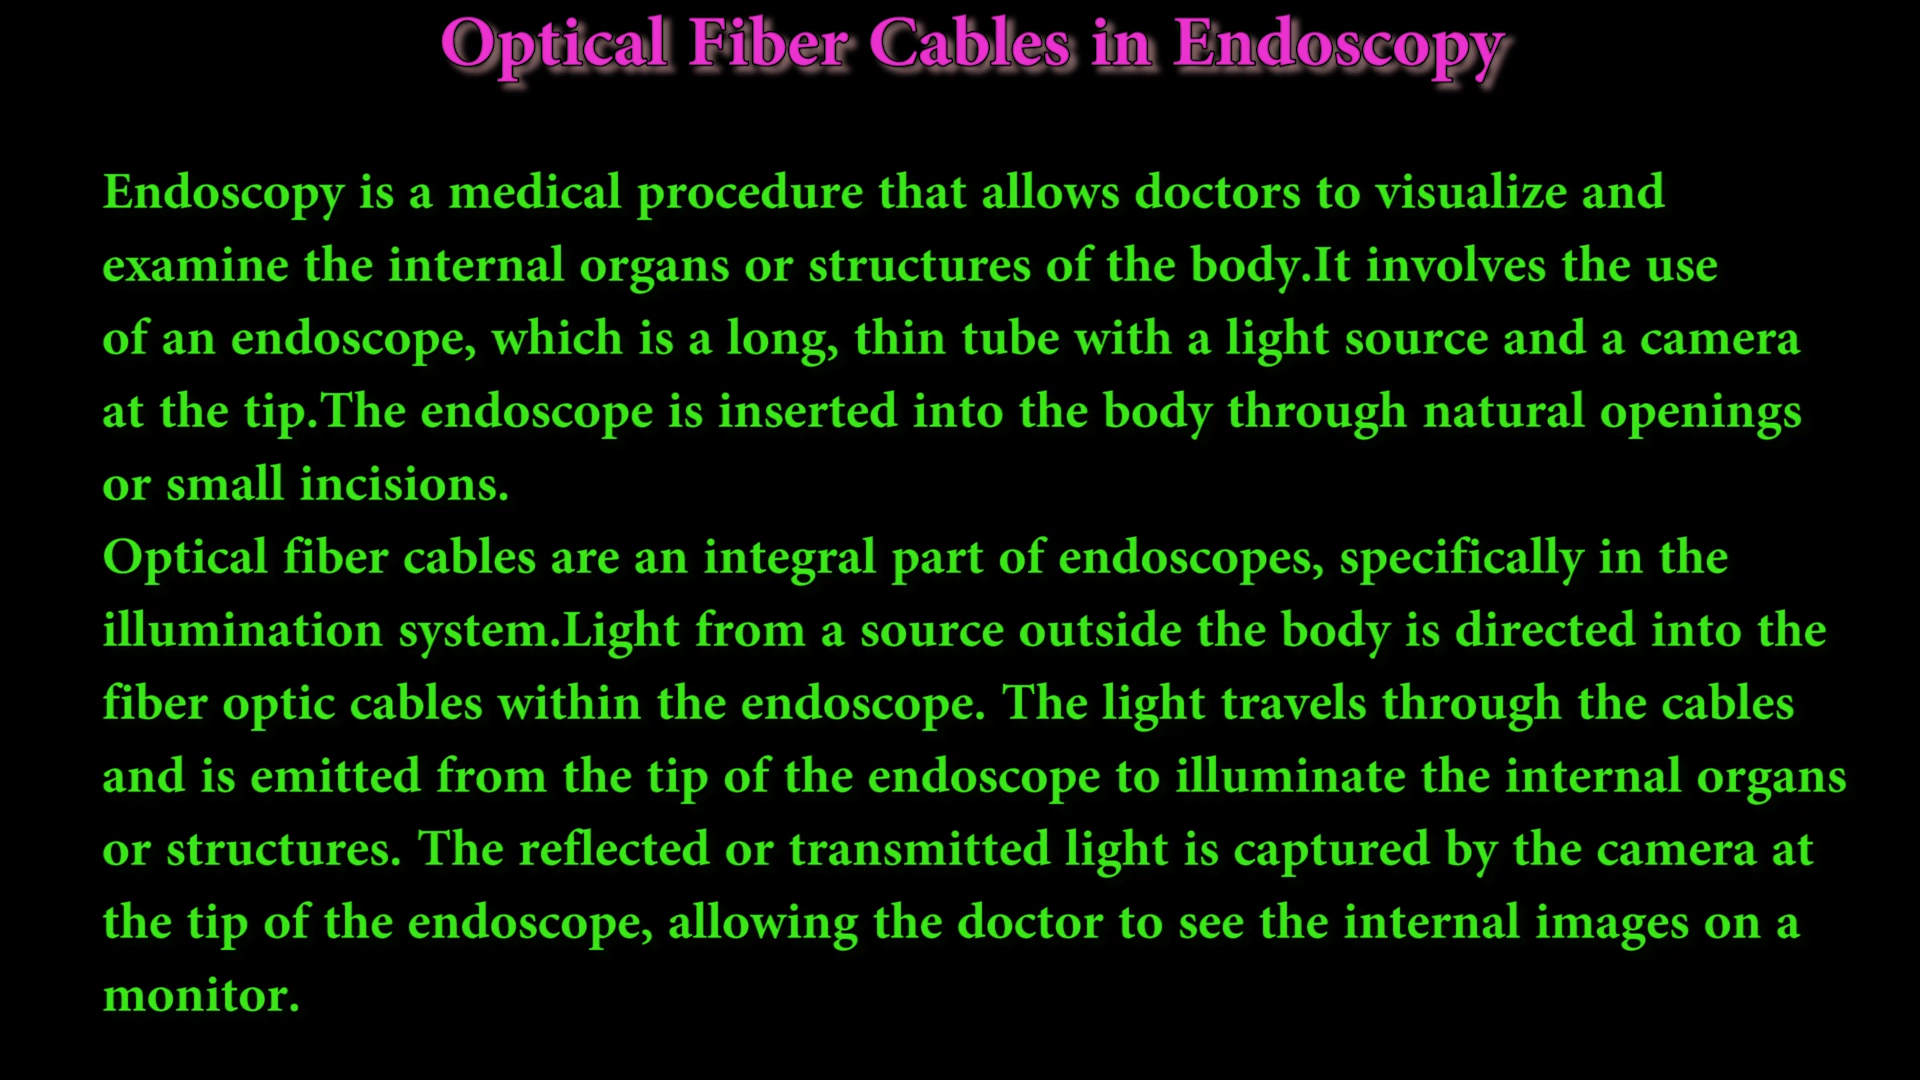 Optical Fiber Cables in Endoscopy
Endoscopy is a medical procedure that allows doctors to visualize and
examine the internal organs or structures of the body.It involves the use
of an endoscope, which is a long, thin tube with a light source and a camera
at the tip.The endoscope is inserted into the body through natural openings
or small incisions.
Optical fiber cables are an integral part of endoscopes, specifically in the
illumination system.Light from a source outside the body is directed into the
fiber optic cables within the endoscope. The light travels through the cables
and is emitted from the tip of the endoscope to illuminate the internal organs
or structures. The reflected or transmitted light is captured by the camera at
the tip of the endoscope, allowing the doctor to see the internal images on a
monitor.